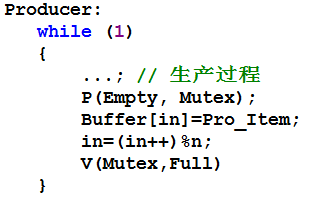 Producer:
while (1)
{
...; // 生产过程
P(Empty, Mutex);
Buffer[in]=Pro_Item;
in=(in++)%n;
V(Mutex,Full)
}